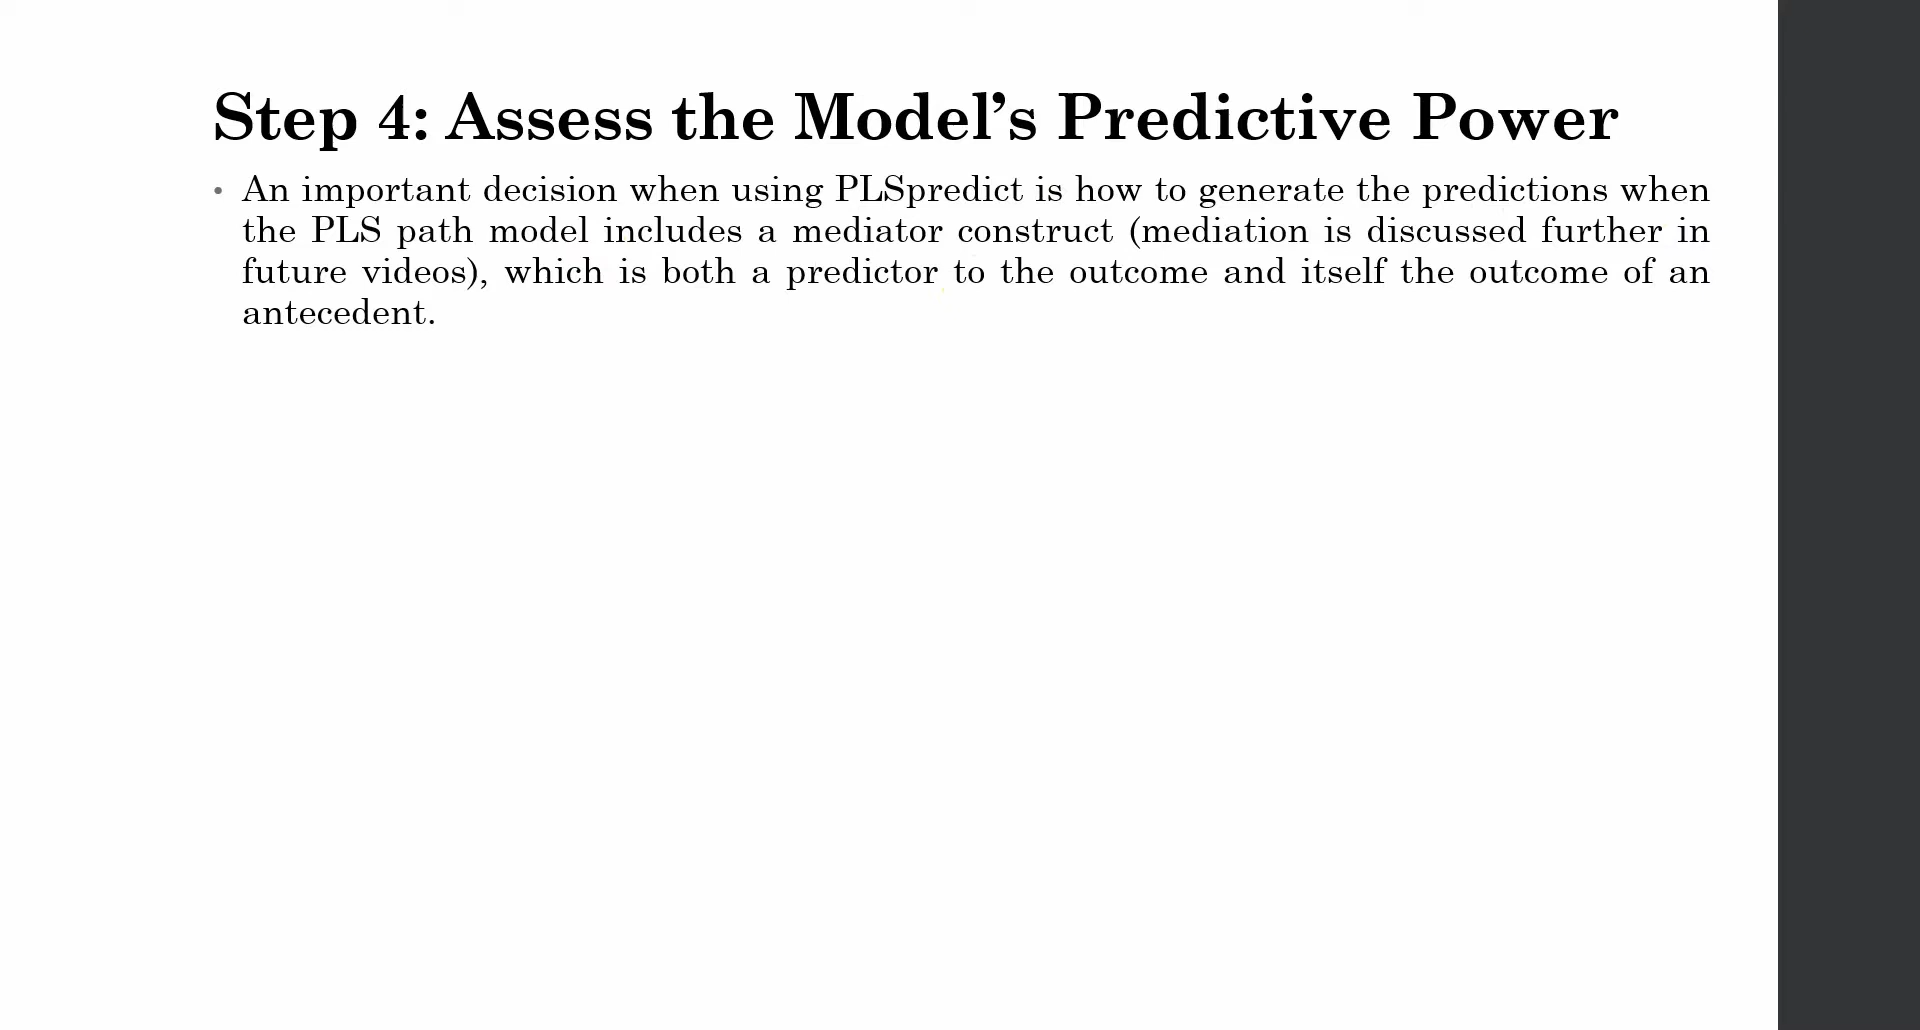 Step 4: Assess the Model’s Predictive Power
• An important decision when using PLSpredict is how to generate the predictions when
the PLS path model includes a mediator construct (mediation is discussed further in
future videos), which is both a predictor to the outcome and itself the outcome of an
antecedent.